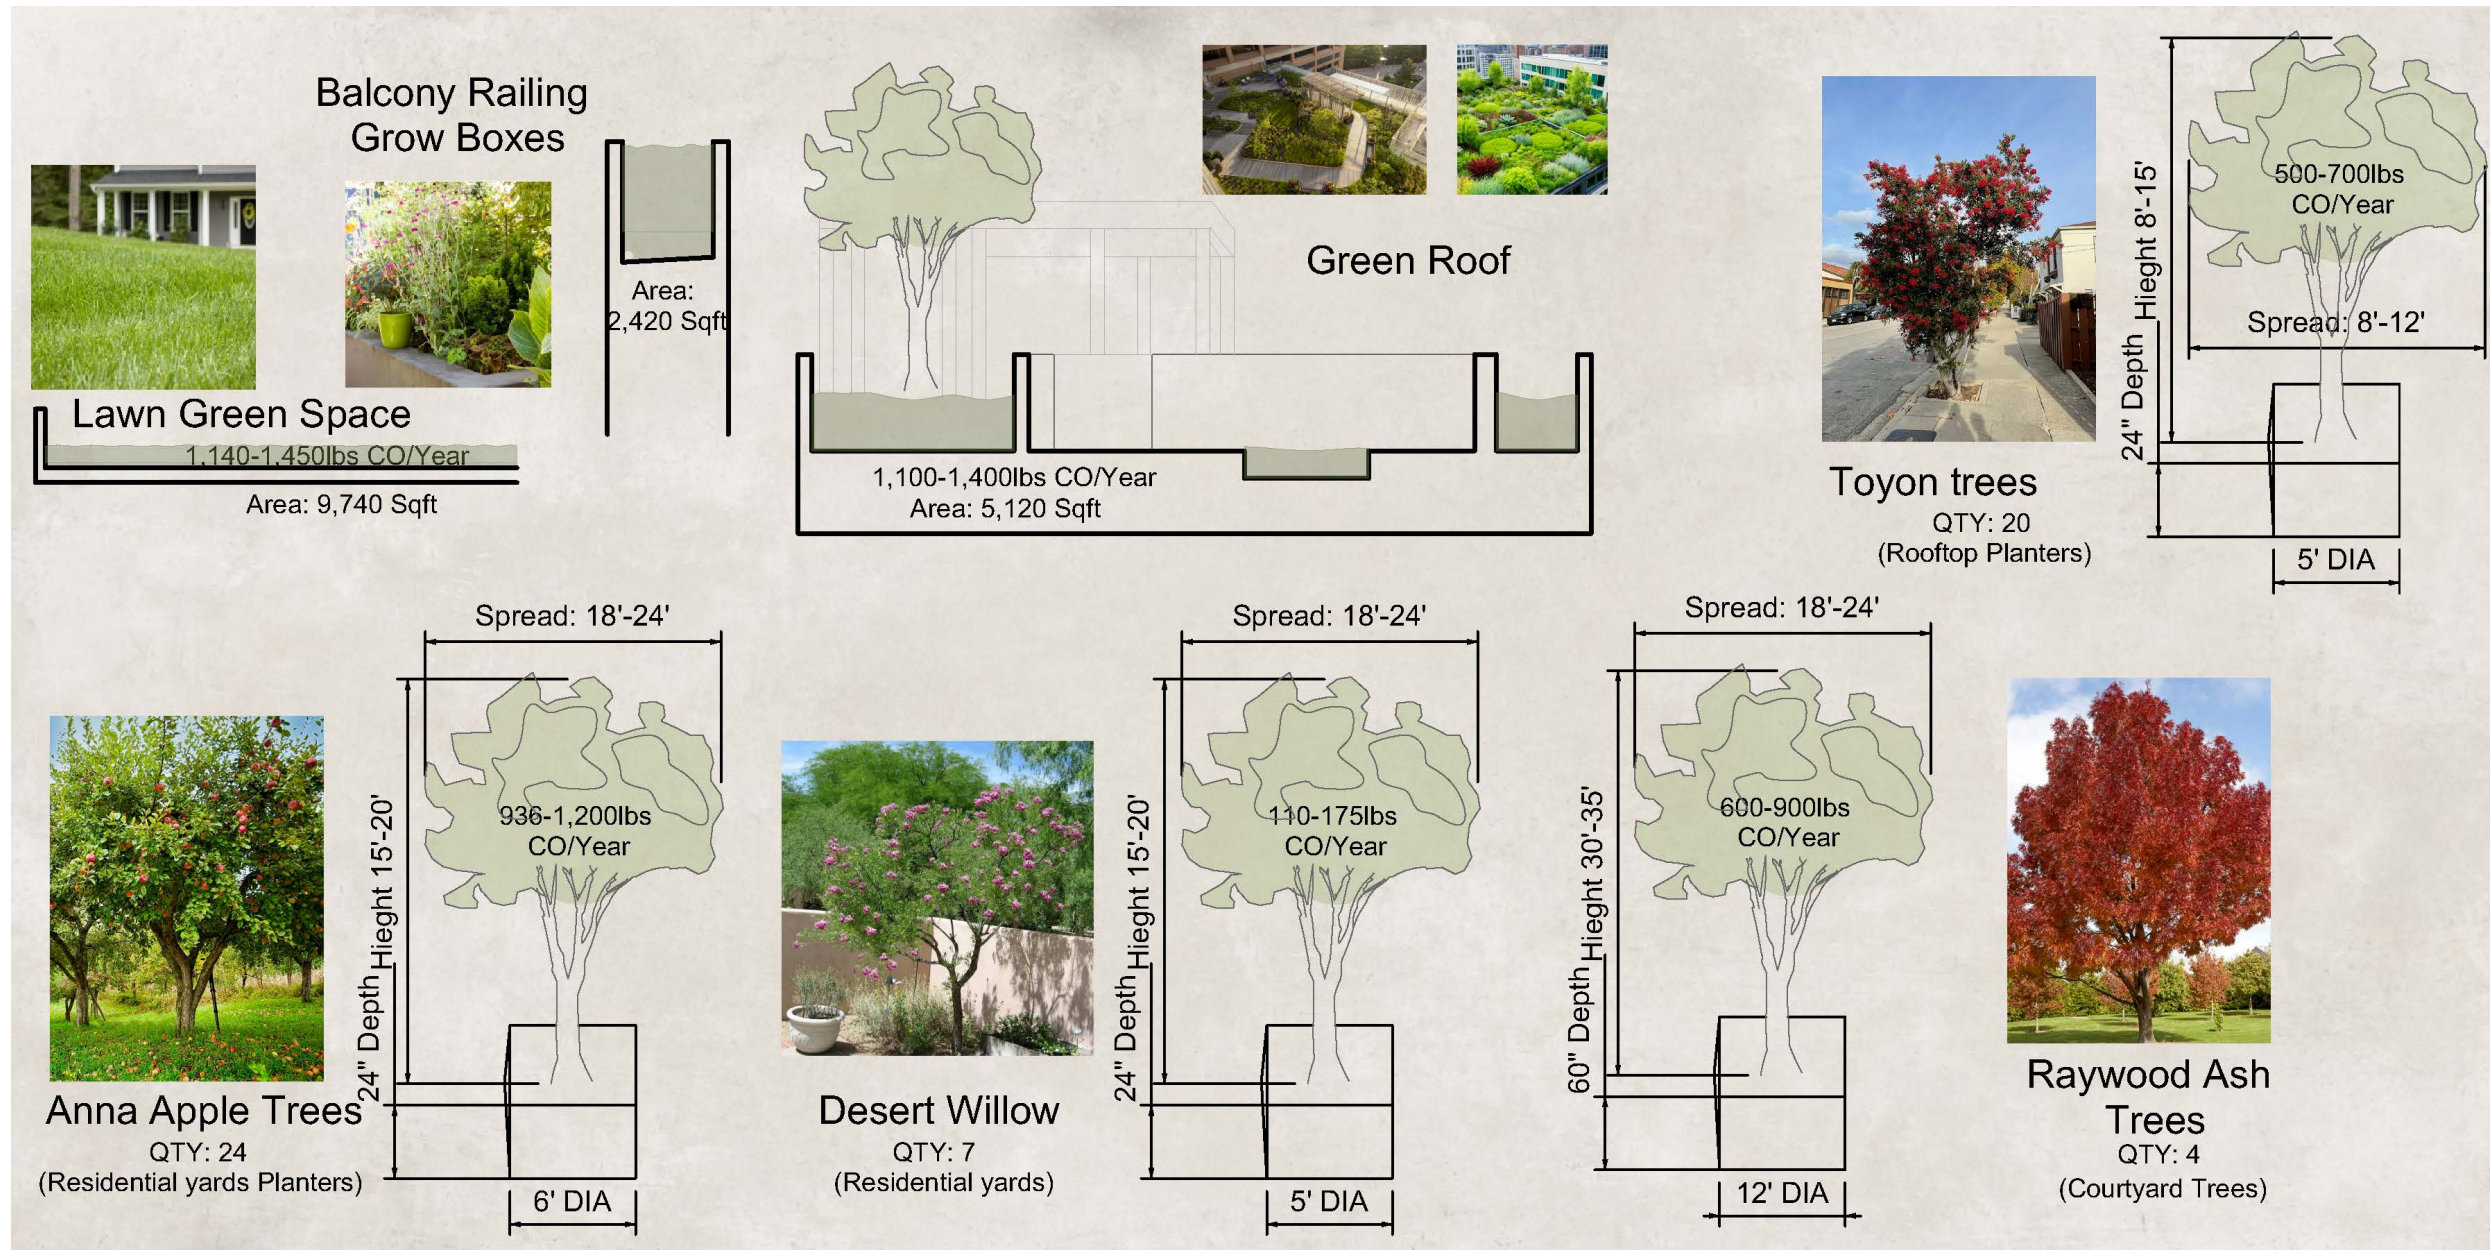 Balcony Railing
Grow Boxes
Area:
2,420 Sqft
Lawn Green Space
1,140-1,450lbs CO/Year
Area: 9,740 Sqft
Green Roof
1,100-1,400lbs CO/Year
Area: 5,120 Sqft
Toyon trees
QTY: 20
(Rooftop Planters)
500-700lbs
CO/Year
Hieght 8'-15'
Spread: 8'-12'
24" Depth
5' DIA
Spread: 18'-24'
936-1,200lbs
CO/Year
Hieght 15'-20'
24" Depth
6' DIA
Anna Apple Trees
QTY: 24
(Residential yards Planters)
Spread: 18'-24'
110-175lbs
CO/Year
Hieght 15'-20'
24" Depth
5' DIA
Desert Willow
QTY: 7
(Residential yards)
Spread: 18'-24'
600-900lbs
CO/Year
Hieght 30'-35'
60" Depth
12' DIA
Raywood Ash
Trees
QTY: 4
(Courtyard Trees)